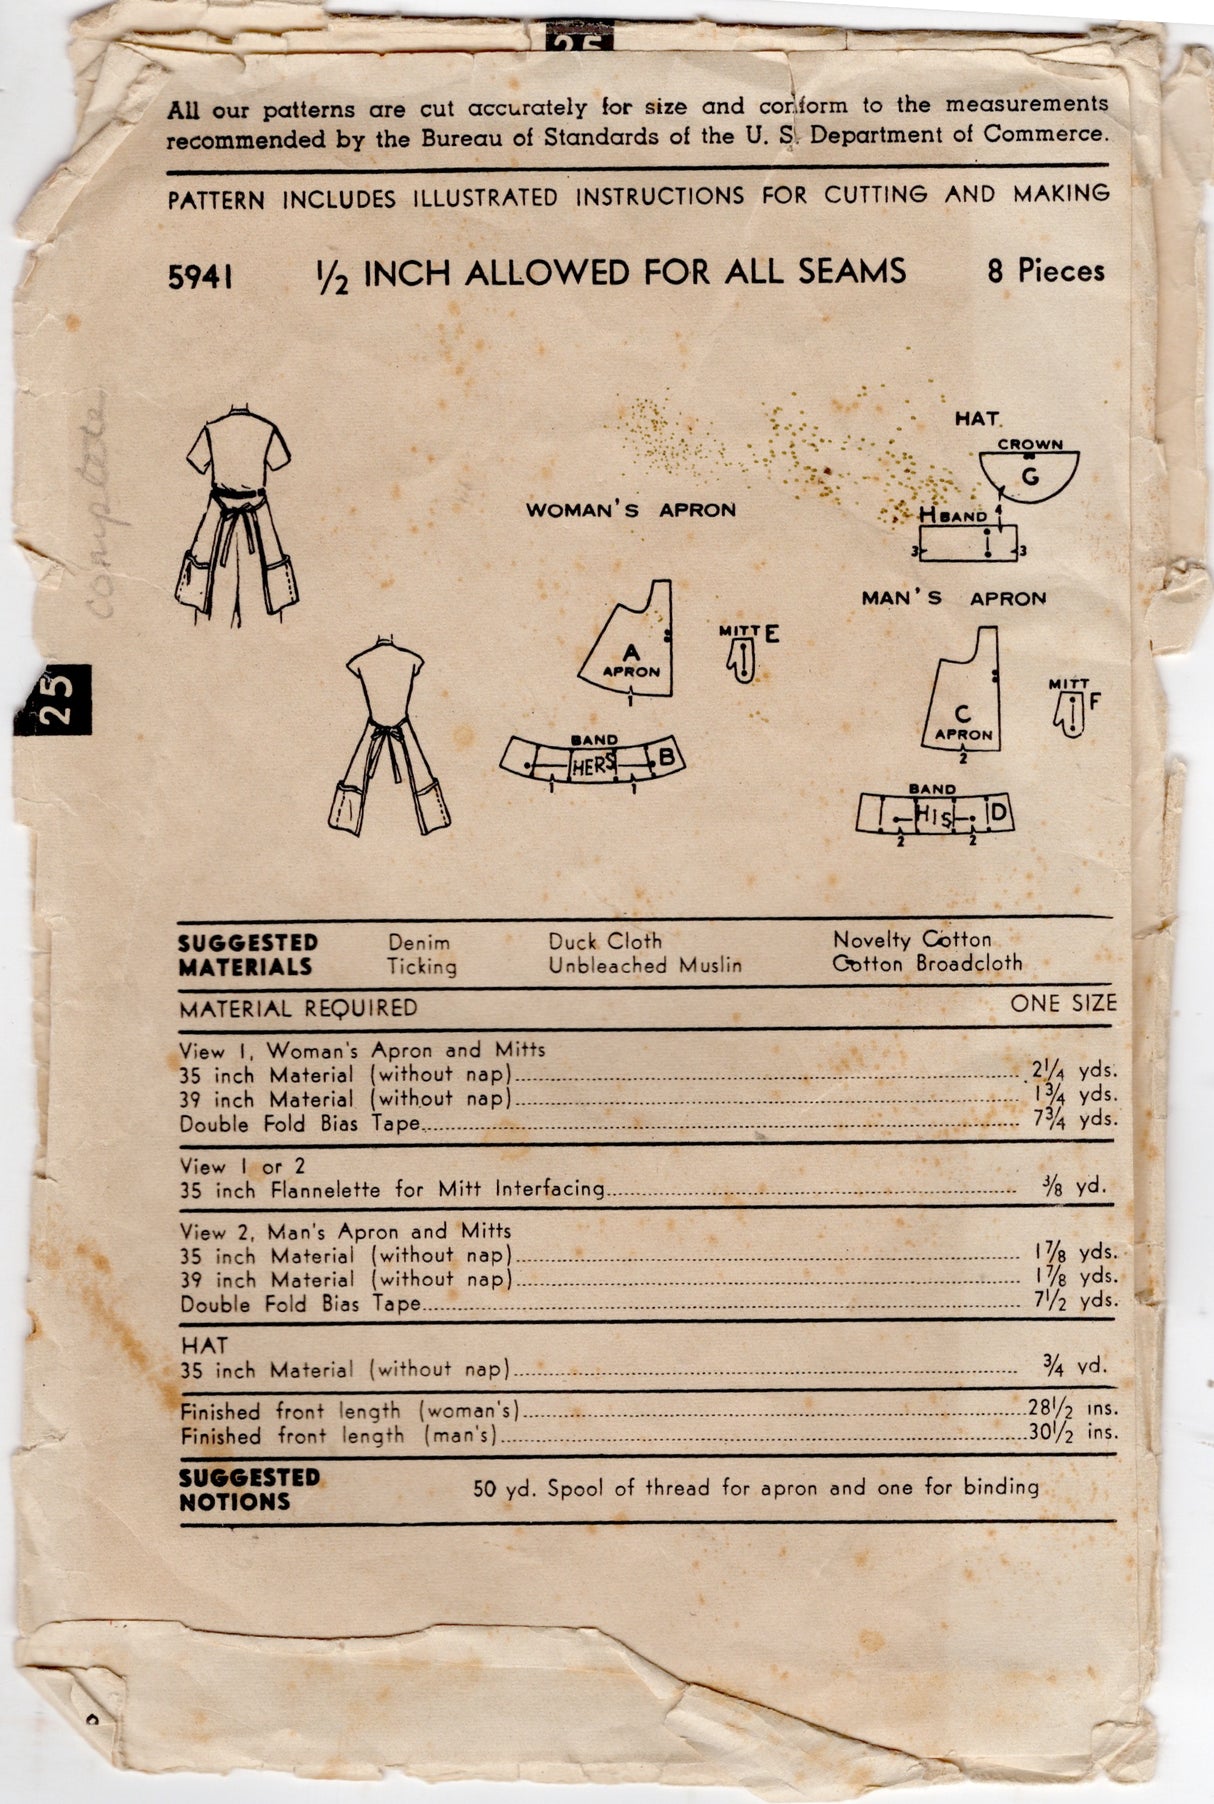 25
All our patterns are cut accurately for size and conform to the measurements
recommended by the Bureau of Standards of the U. S. Department of Commerce.
PATTERN INCLUDES ILLUSTRATED INSTRUCTIONS FOR CUTTING AND MAKING
5941 1/2 INCH ALLOWED FOR ALL SEAMS 8 Pieces
complete
HAT
CROWN
G
4
H BAND
3 3
WOMAN'S APRON
A
APRON
1
MITT E
BAND
HERS B
1 1
MAN'S APRON
C
APRON
2
MITT
F
BAND
HIS D
2 2
25
SUGGESTED MATERIALS
Denim Duck Cloth Novelty Cotton
Ticking Unbleached Muslin Cotton Broadcloth
MATERIAL REQUIRED ONE SIZE
View 1, Woman's Apron and Mitts
35 inch Material (without nap) 2 1/4 yds.
39 inch Material (without nap) 1 3/4 yds.
Double Fold Bias Tape 7 3/4 yds.
View 1 or 2
35 inch Flannelette for Mitt Interfacing 3/8 yd.
View 2, Man's Apron and Mitts
35 inch Material (without nap) 1 7/8 yds.
39 inch Material (without nap) 1 7/8 yds.
Double Fold Bias Tape 7 1/2 yds.
HAT
35 inch Material (without nap) 3/4 yd.
Finished front length (woman's) 28 1/2 ins.
Finished front length (man's) 30 1/2 ins.
SUGGESTED NOTIONS
50 yd. Spool of thread for apron and one for binding